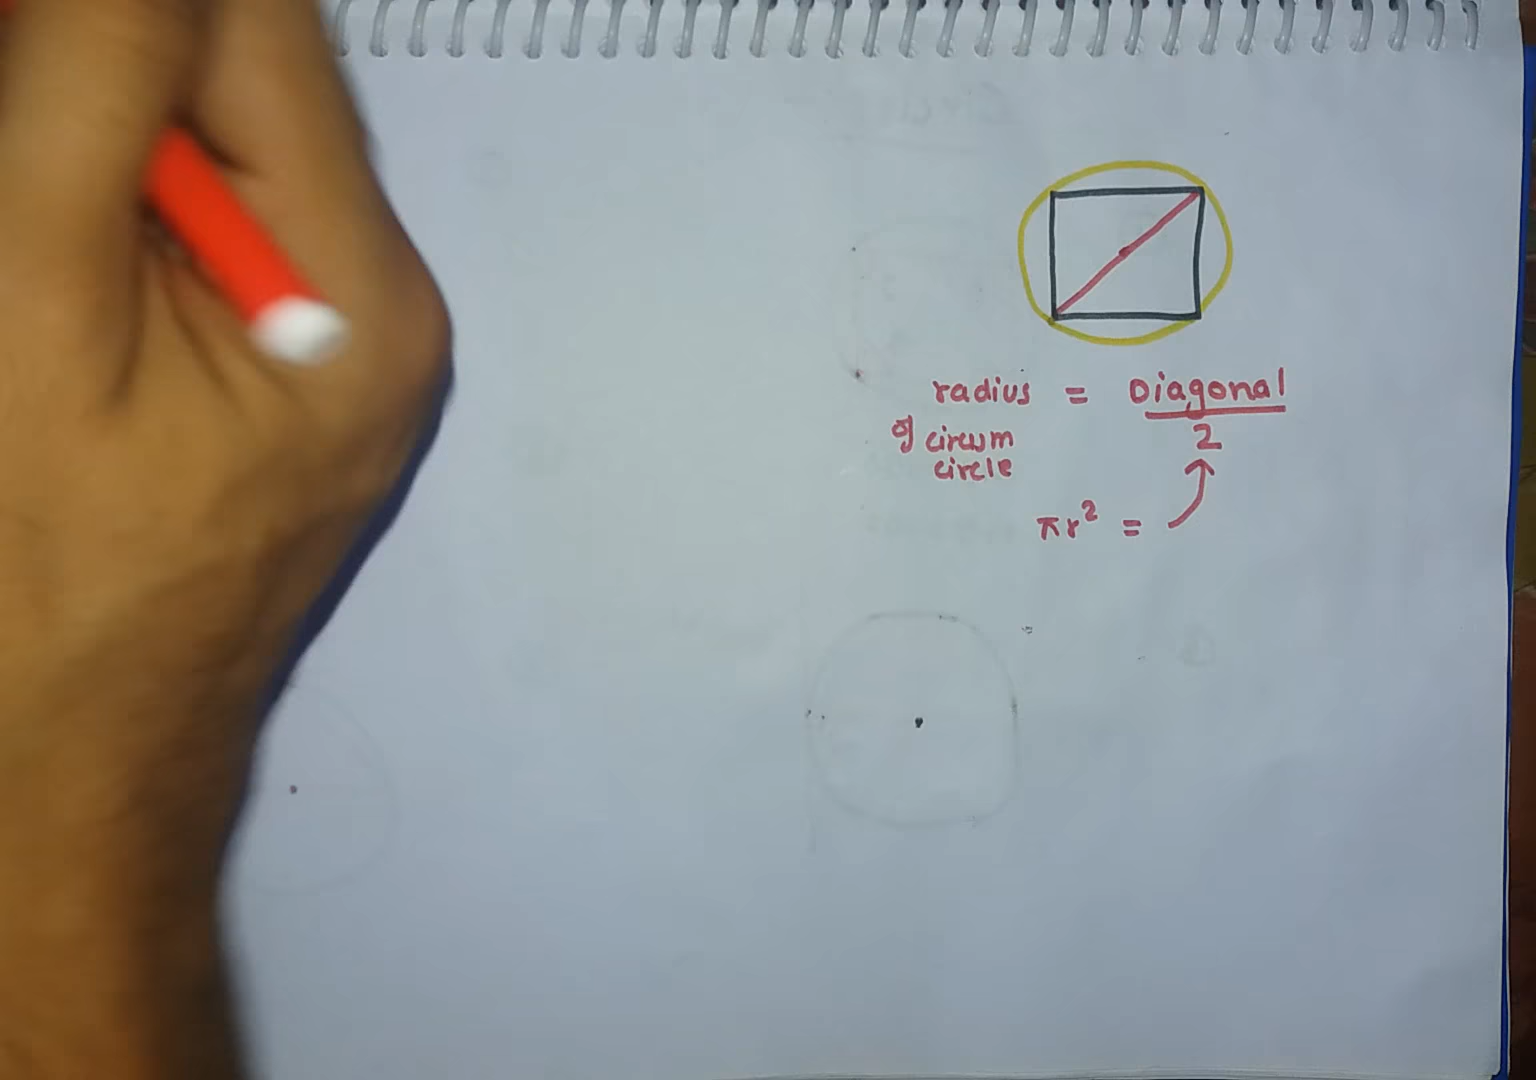 radius = Diagonal
of circum 2
circle
πr² =